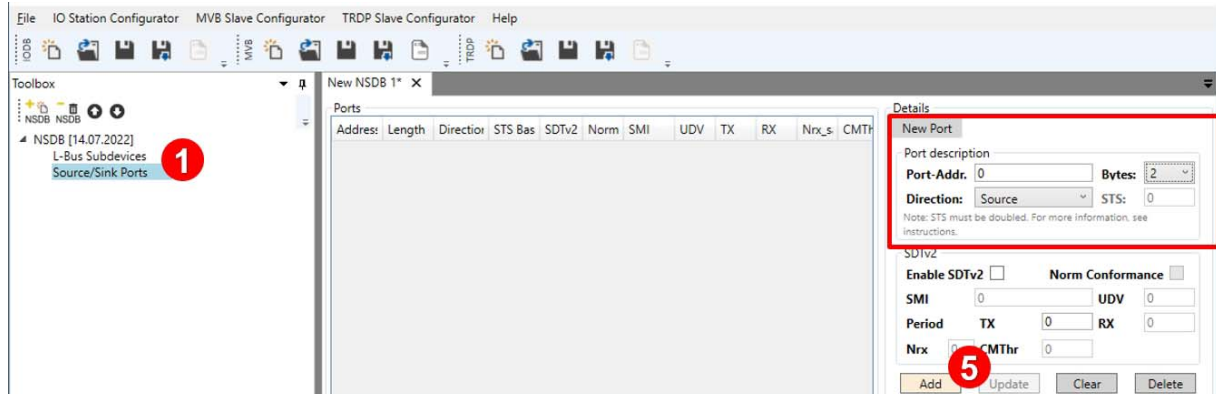 File IO Station Configurator MVB Slave Configurator TRDP Slave Configurator Help
IODB MVB TRDP
Toolbox
New NSDB 1*
NSDB NSDB
NSDB [14.07.2022]
L-Bus Subdevices
Source/Sink Ports
1
Ports
Address Length Direction STS Bas SDTv2 Norm SMI UDV TX RX Nrx_s CMTh
Details
New Port
Port description
Port-Addr. 0 Bytes: 2
Direction: Source STS: 0
Note: STS must be doubled. For more information, see
instructions.
SDTv2
Enable SDTv2 Norm Conformance
SMI 0 UDV 0
Period TX 0 RX 0
Nrx 0 CMThr 0
5
Add Update Clear Delete